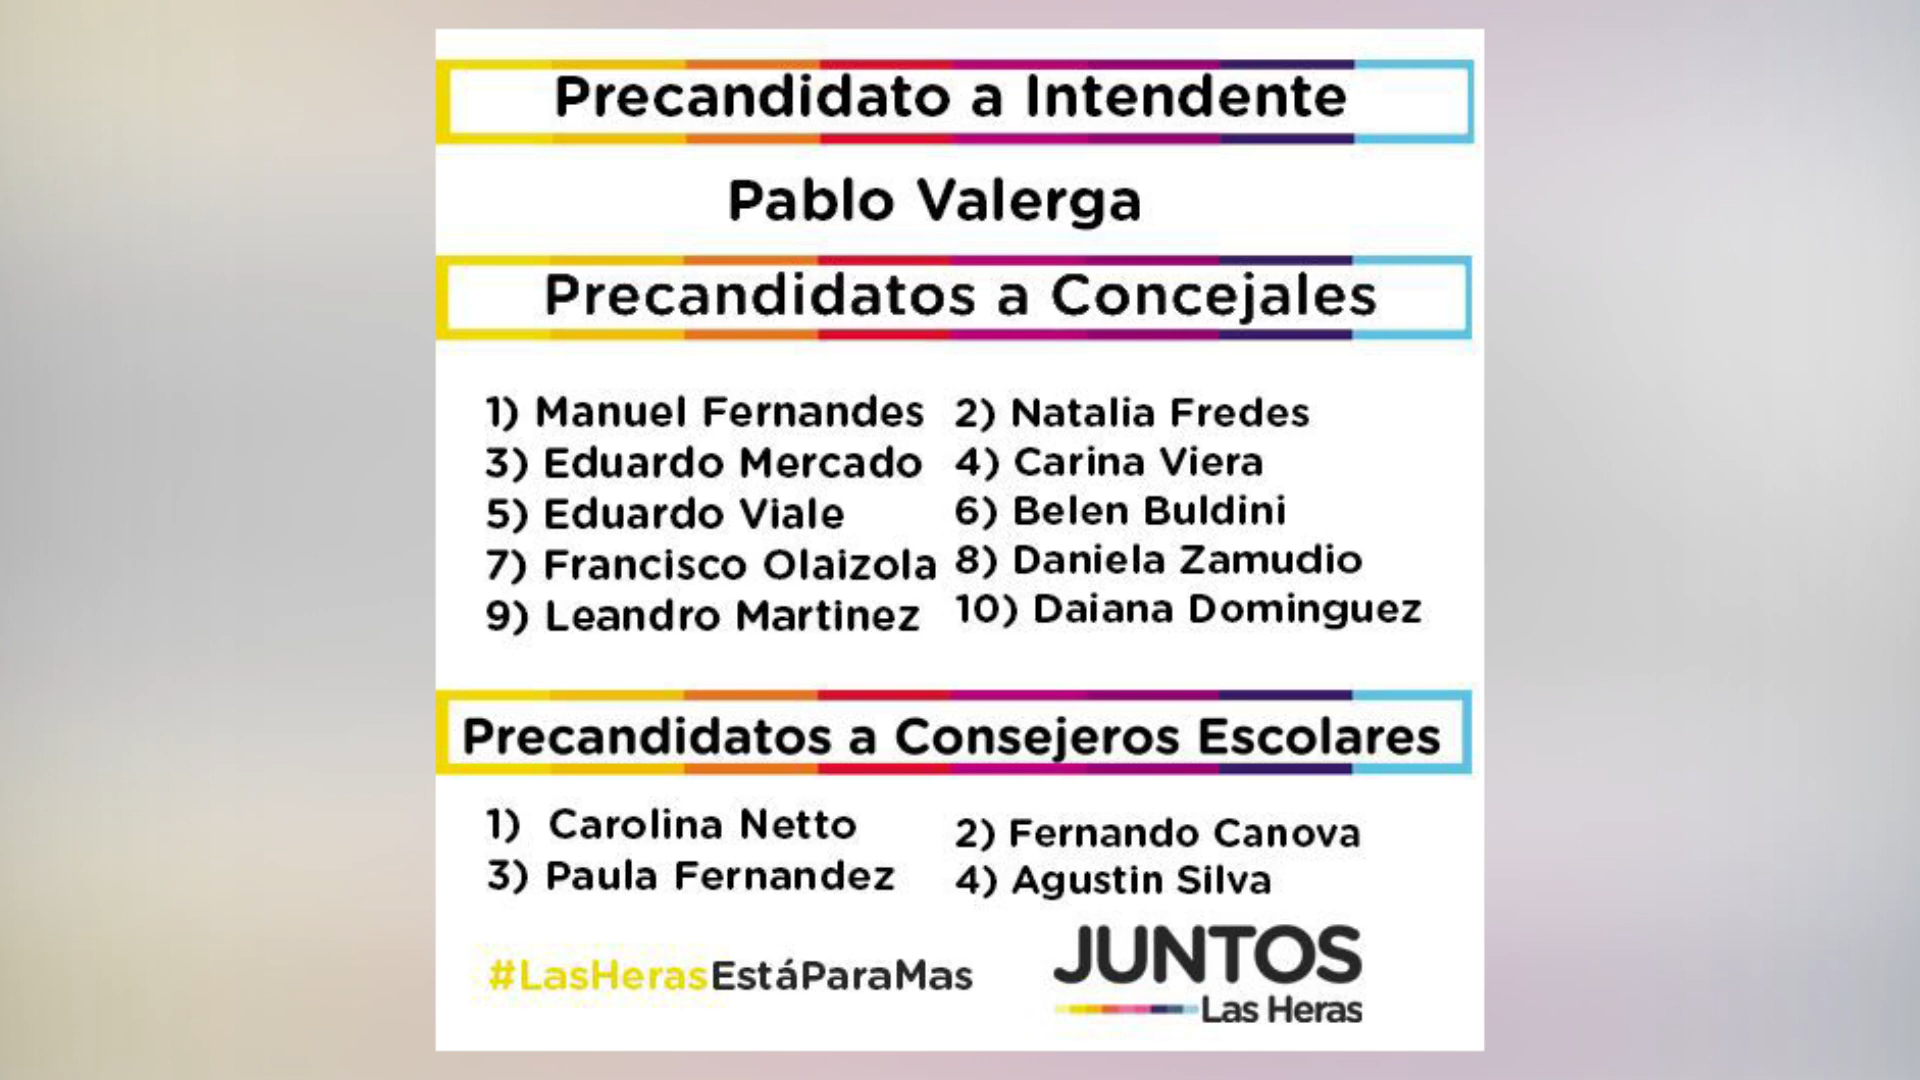 Precandidato a Intendente
Pablo Valerga
Precandidatos a Concejales
1) Manuel Fernandes 2) Natalia Fredes
3) Eduardo Mercado 4) Carina Viera
5) Eduardo Viale 6) Belen Buldini
7) Francisco Olaizola 8) Daniela Zamudio
9) Leandro Martinez 10) Daiana Dominguez
Precandidatos a Consejeros Escolares
1) Carolina Netto 2) Fernando Canova
3) Paula Fernandez 4) Agustin Silva
#LasHerasEstáParaMas
JUNTOS
Las Heras